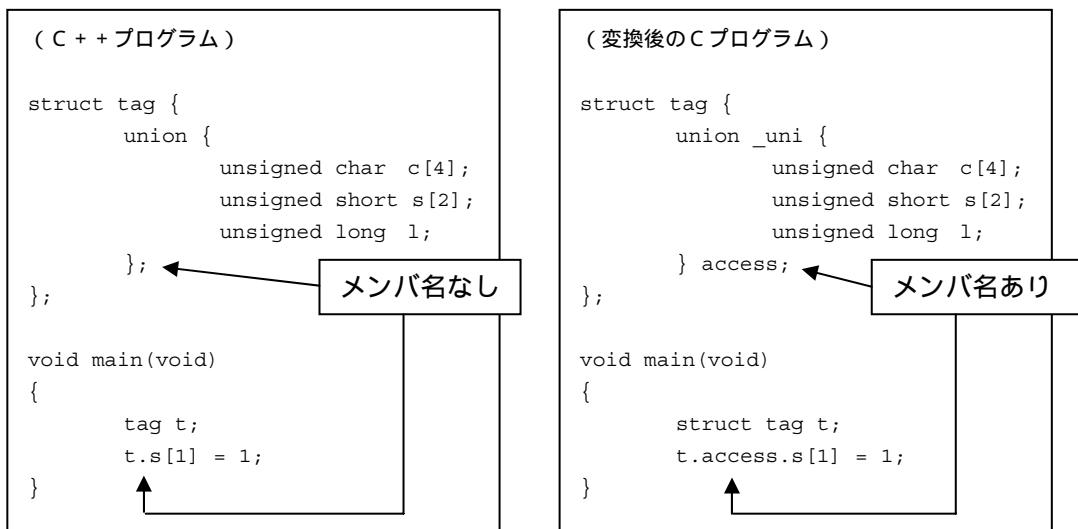 （C++プログラム）
struct tag {
union {
unsigned char c[4];
unsigned short s[2];
unsigned long l;
};
メンバ名なし
};
void main(void)
{
tag t;
t.s[1] = 1;
}
（変換後のCプログラム）
struct tag {
union _uni {
unsigned char c[4];
unsigned short s[2];
unsigned long l;
} access;
メンバ名あり
};
void main(void)
{
struct tag t;
t.access.s[1] = 1;
}